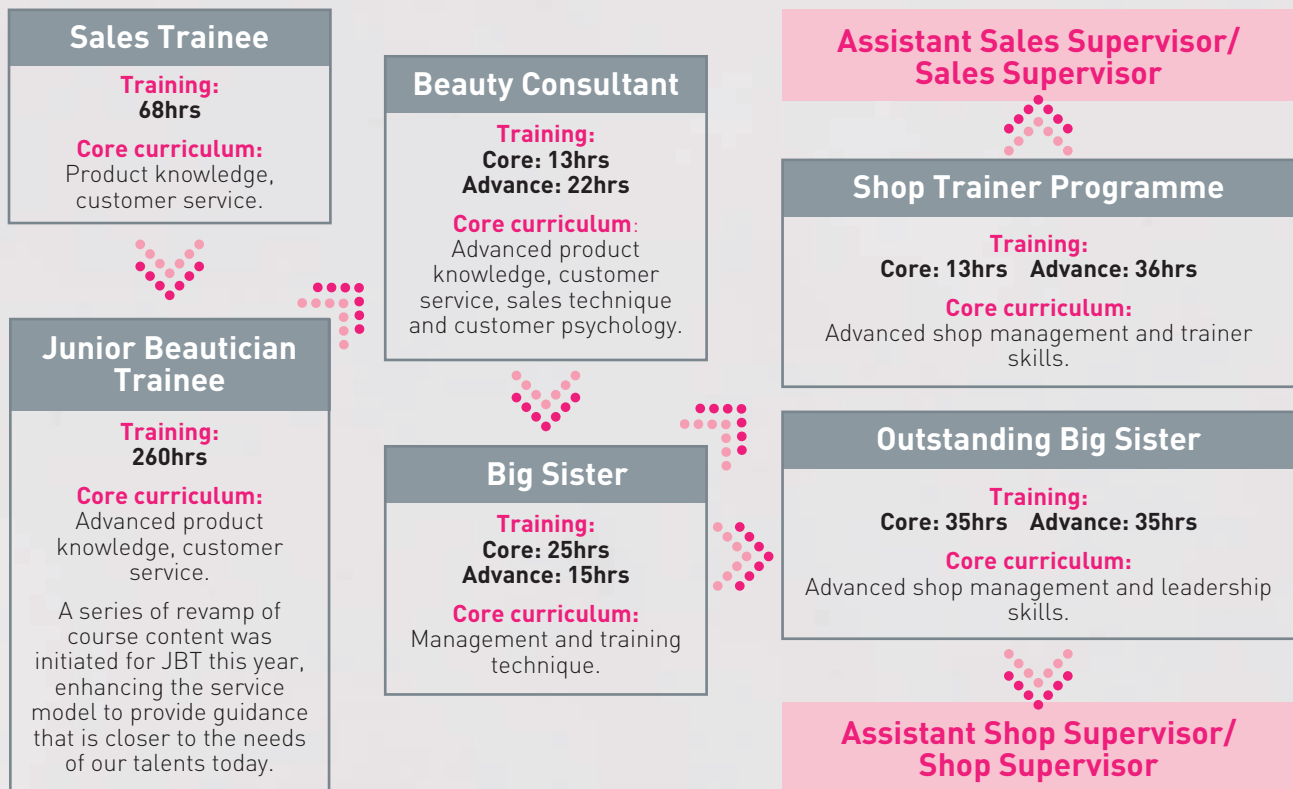 Sales Trainee
Training:
68hrs
Core curriculum:
Product knowledge,
customer service.
Junior Beautician
Trainee
Training:
260hrs
Core curriculum:
Advanced product
knowledge, customer
service.
A series of revamp of
course content was
initiated for JBT this year,
enhancing the service
model to provide guidance
that is closer to the needs
of our talents today.
Beauty Consultant
Training:
Core: 13hrs
Advance: 22hrs
Core curriculum:
Advanced product
knowledge, customer
service, sales technique
and customer psychology.
Big Sister
Training:
Core: 25hrs
Advance: 15hrs
Core curriculum:
Management and training
technique.
Assistant Sales Supervisor/
Sales Supervisor
Shop Trainer Programme
Training:
Core: 13hrs Advance: 36hrs
Core curriculum:
Advanced shop management and trainer
skills.
Outstanding Big Sister
Training:
Core: 35hrs Advance: 35hrs
Core curriculum:
Advanced shop management and leadership
skills.
Assistant Shop Supervisor/
Shop Supervisor